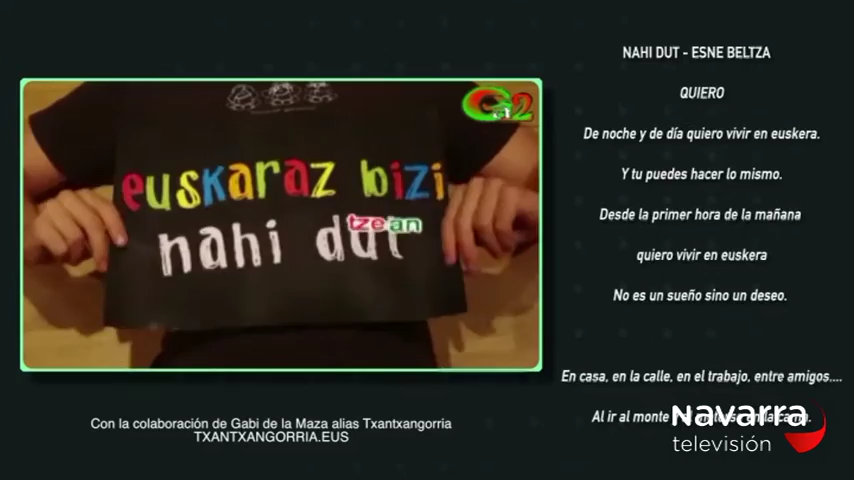 NAHI DUT - ESNE BELTZA
QUIERO
De noche y de día quiero vivir en euskera.
Y tu puedes hacer lo mismo.
Desde la primer hora de la mañana
quiero vivir en euskera
No es un sueño sino un deseo.
En casa, en la calle, en el trabajo, entre amigos....
Al ir al monte
euskaraz bizi
nahi dut
tzean
Con la colaboración de Gabi de la Maza alias Txantxangorria
TXANTXANGORRIA.EUS
Navarra
televisión